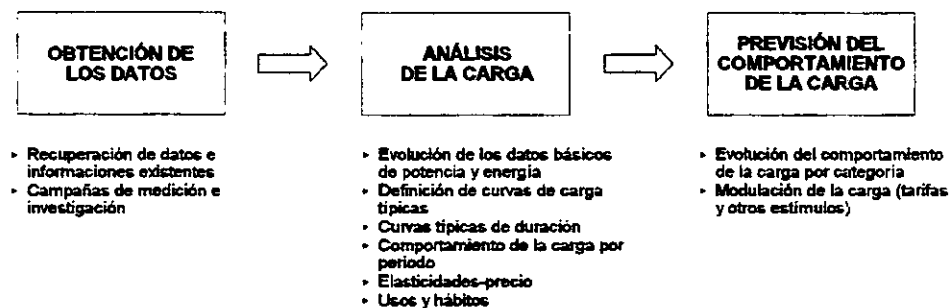 OBTENCIÓN DE
LOS DATOS
ANÁLISIS
DE LA CARGA
PREVISIÓN DEL
COMPORTAMIENTO
DE LA CARGA
▸ Recuperación de datos e
informaciones existentes
▸ Campañas de medición e
investigación
▸ Evolución de los datos básicos
de potencia y energía
▸ Definición de curvas de carga
típicas
▸ Curvas típicas de duración
▸ Comportamiento de la carga por
periodo
▸ Elasticidades-precio
▸ Usos y hábitos
▸ Evolución del comportamiento
de la carga por categoría
▸ Modulación de la carga (tarifas
y otros estímulos)